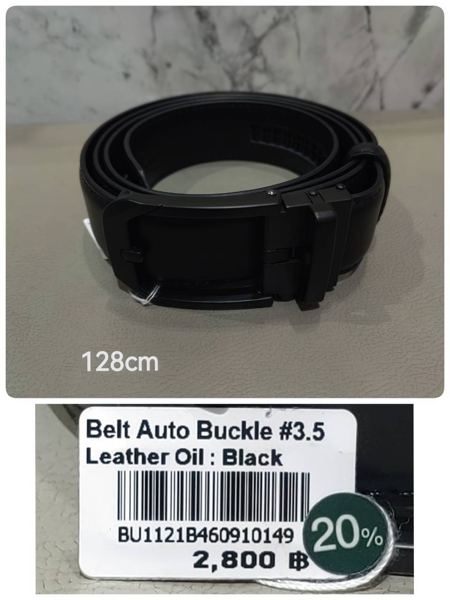 128cm
Belt Auto Buckle #3.5
Leather Oil : Black
BU1121B460910149
20%
2,800 ฿